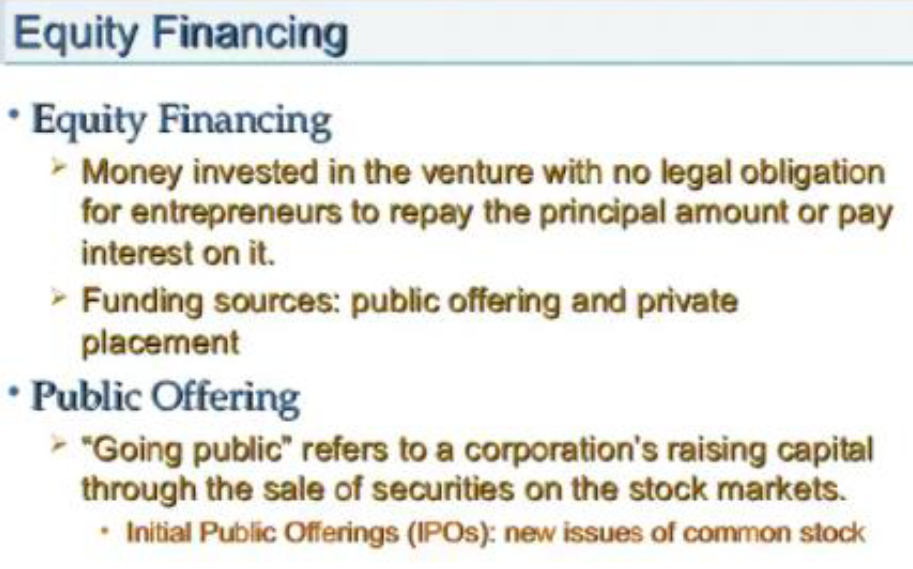 Equity Financing
• Equity Financing
➢ Money invested in the venture with no legal obligation
for entrepreneurs to repay the principal amount or pay
interest on it.
➢ Funding sources: public offering and private
placement
• Public Offering
➢ "Going public" refers to a corporation's raising capital
through the sale of securities on the stock markets.
• Initial Public Offerings (IPOs): new issues of common stock